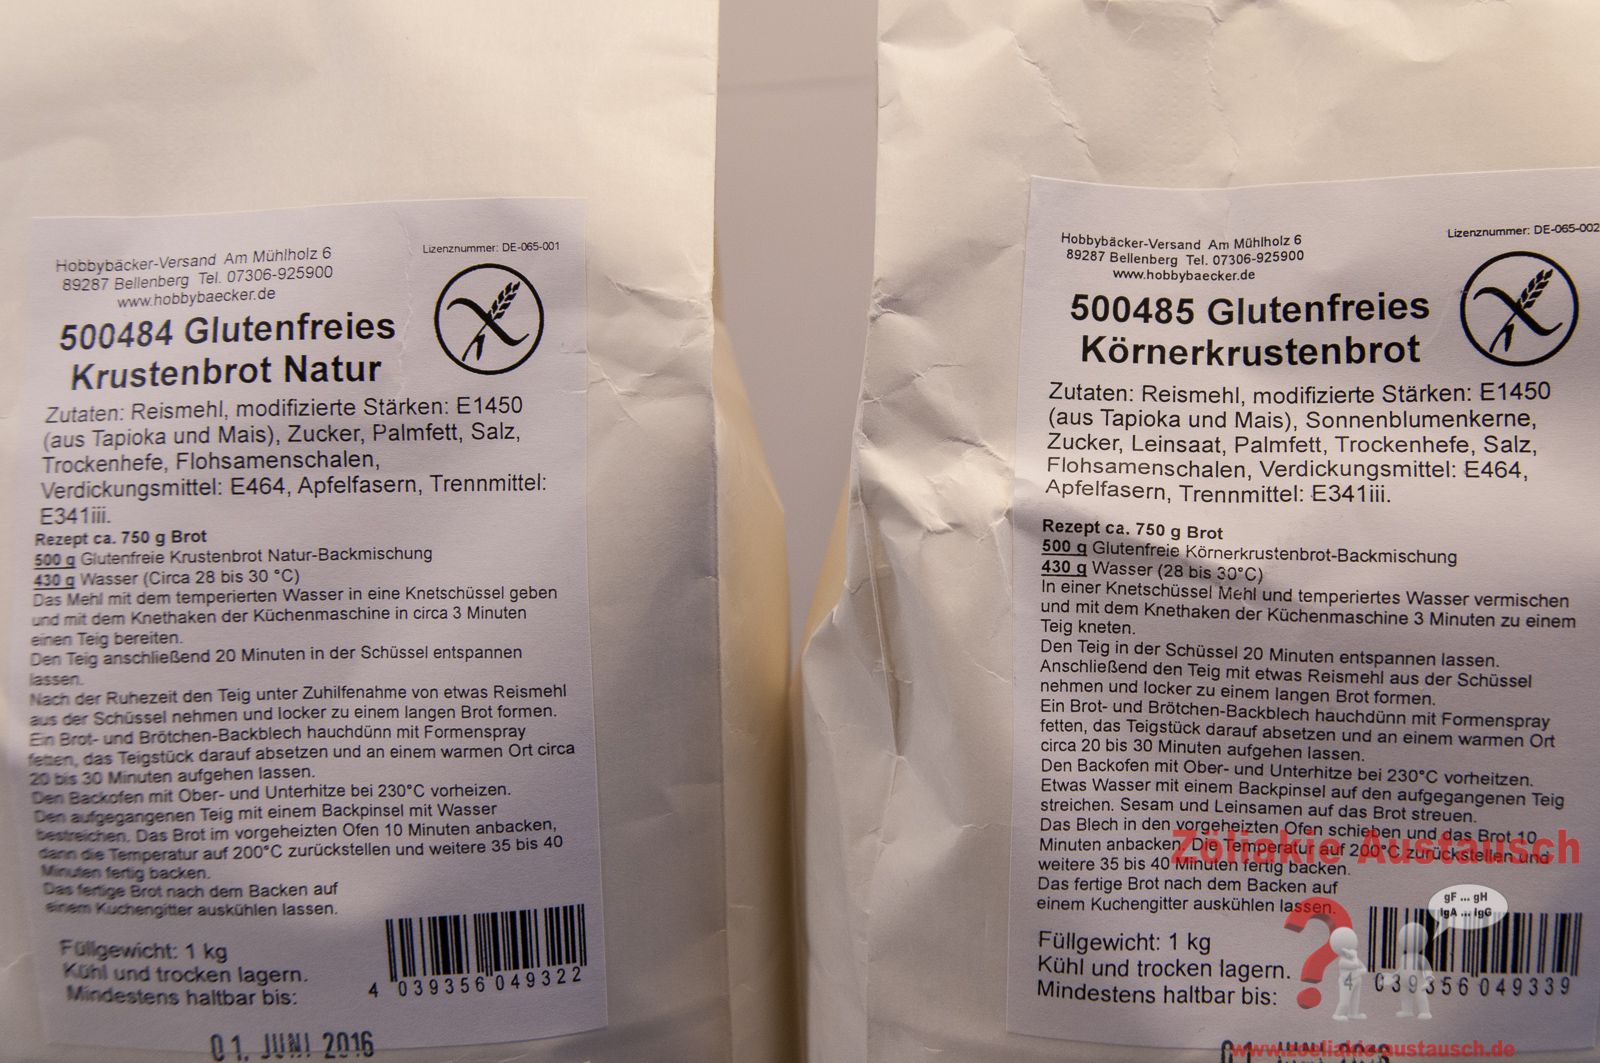 Hobbybäcker-Versand Am Mühlholz 6
89287 Bellenberg Tel. 07306-925900
www.hobbybaecker.de
Lizenznummer: DE-065-001
500484 Glutenfreies
Krustenbrot Natur
Zutaten: Reismehl, modifizierte Stärken: E1450
(aus Tapioka und Mais), Zucker, Palmfett, Salz,
Trockenhefe, Flohsamenschalen,
Verdickungsmittel: E464, Apfelfasern, Trennmittel:
E341iii.
Rezept ca. 750 g Brot
500 g Glutenfreie Krustenbrot Natur-Backmischung
430 g Wasser (Circa 28 bis 30 °C)
Das Mehl mit dem temperierten Wasser in eine Knetschüssel geben
und mit dem Knethaken der Küchenmaschine in circa 3 Minuten
einen Teig bereiten.
Den Teig anschließend 20 Minuten in der Schüssel entspannen
lassen.
Nach der Ruhezeit den Teig unter Zuhilfenahme von etwas Reismehl
aus der Schüssel nehmen und locker zu einem langen Brot formen.
Ein Brot- und Brötchen-Backblech hauchdünn mit Formenspray
fetten, das Teigstück darauf absetzen und an einem warmen Ort circa
20 bis 30 Minuten aufgehen lassen.
Den Backofen mit Ober- und Unterhitze bei 230°C vorheizen.
Den aufgegangenen Teig mit einem Backpinsel mit Wasser
bestreichen. Das Brot im vorgeheizten Ofen 10 Minuten anbacken,
dann die Temperatur auf 200°C zurückstellen und weitere 35 bis 40
Minuten fertig backen.
Das fertige Brot nach dem Backen auf
einem Kuchengitter auskühlen lassen.
Füllgewicht: 1 kg
Kühl und trocken lagern.
Mindestens haltbar bis:
4 039356 049322
01. JUNI 2016
Hobbybäcker-Versand Am Mühlholz 6
89287 Bellenberg Tel. 07306-925900
www.hobbybaecker.de
Lizenznummer: DE-065-002
500485 Glutenfreies
Körnerkrustenbrot
Zutaten: Reismehl, modifizierte Stärken: E1450
(aus Tapioka und Mais), Sonnenblumenkerne,
Zucker, Leinsaat, Palmfett, Trockenhefe, Salz,
Flohsamenschalen, Verdickungsmittel: E464,
Apfelfasern, Trennmittel: E341iii.
Rezept ca. 750 g Brot
500 g Glutenfreie Körnerkrustenbrot-Backmischung
430 g Wasser (28 bis 30°C)
In einer Knetschüssel Mehl und temperiertes Wasser vermischen
und mit dem Knethaken der Küchenmaschine 3 Minuten zu einem
Teig kneten.
Den Teig in der Schüssel 20 Minuten entspannen lassen.
Anschließend den Teig mit etwas Reismehl aus der Schüssel
nehmen und locker zu einem langen Brot formen.
Ein Brot- und Brötchen-Backblech hauchdünn mit Formenspray
fetten, das Teigstück darauf absetzen und an einem warmen Ort
circa 20 bis 30 Minuten aufgehen lassen.
Den Backofen mit Ober- und Unterhitze bei 230°C vorheitzen.
Etwas Wasser mit einem Backpinsel auf den aufgegangenen Teig
streichen. Sesam und Leinsamen auf das Brot streuen.
Das Blech in den vorgeheizten Ofen schieben und das Brot 10
Minuten anbacken. Die Temperatur auf 200°C zurückstellen und
weitere 35 bis 40 Minuten fertig backen.
Das fertige Brot nach dem Backen auf
einem Kuchengitter auskühlen lassen.
Füllgewicht: 1 kg
Kühl und trocken lagern.
Mindestens haltbar bis:
4 039356 049339
01. JUNI 2016
Zöliakie Austausch
gF ... gH
IgA ... IgG
www.zoeliakie-austausch.de